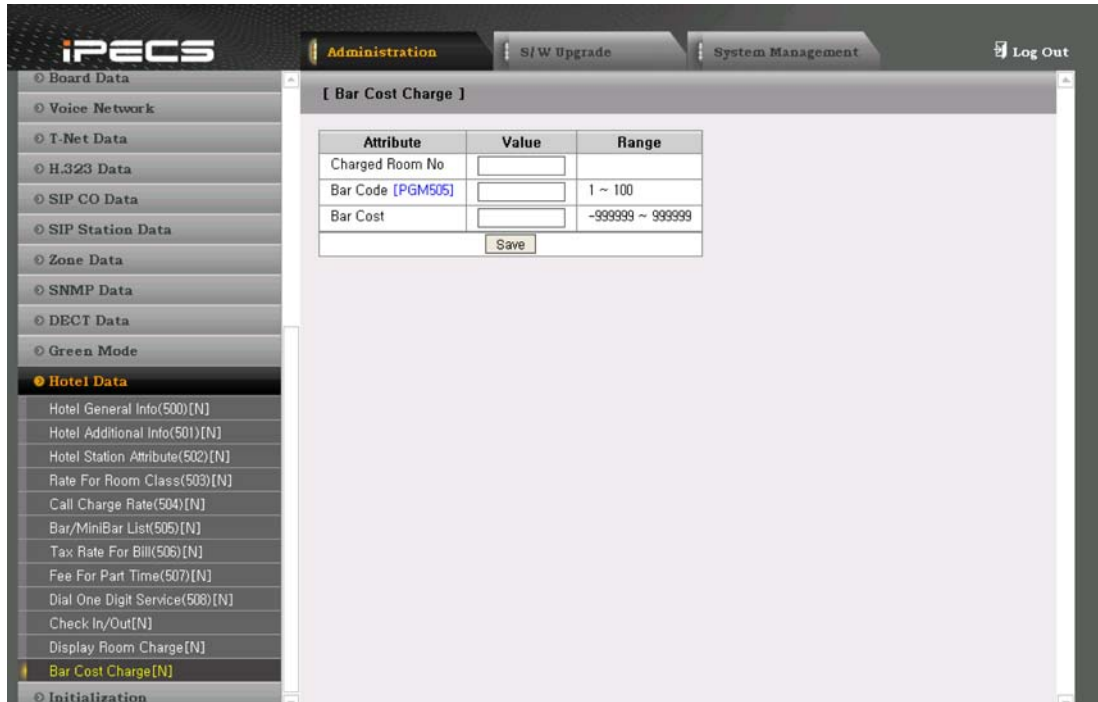 iPECS
Administration
S/W Upgrade
System Management
Log Out
Board Data
Voice Network
T-Net Data
H.323 Data
SIP CO Data
SIP Station Data
Zone Data
SNMP Data
DECT Data
Green Mode
Hotel Data
Hotel General Info(500)[N]
Hotel Additional Info(501)[N]
Hotel Station Attribute(502)[N]
Rate For Room Class(503)[N]
Call Charge Rate(504)[N]
Bar/MiniBar List(505)[N]
Tax Rate For Bill(506)[N]
Fee For Part Time(507)[N]
Dial One Digit Service(508)[N]
Check In/Out[N]
Display Room Charge[N]
Bar Cost Charge[N]
Initialization
[ Bar Cost Charge ]
Attribute Value Range
Charged Room No
Bar Code [PGM505] 1 ~ 100
Bar Cost -999999 ~ 999999
Save